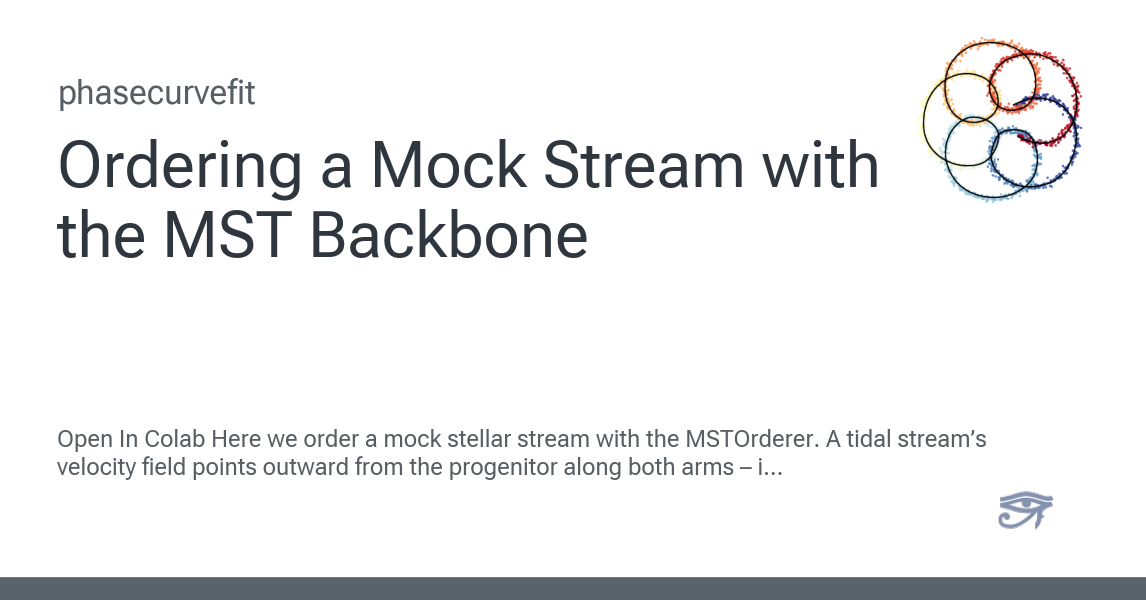 phasecurvefit
Ordering a Mock Stream with
the MST Backbone
Open In Colab Here we order a mock stellar stream with the MSTOrderer. A tidal stream’s
velocity field points outward from the progenitor along both arms – i...